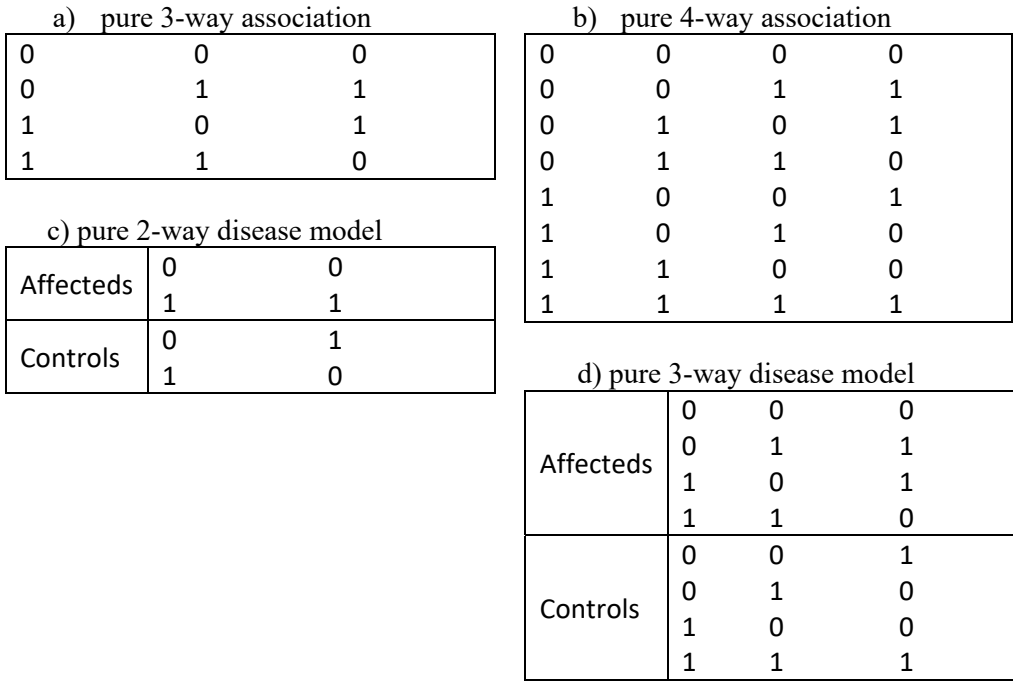 a) pure 3-way association
0 0 0
0 1 1
1 0 1
1 1 0
b) pure 4-way association
0 0 0 0
0 0 1 1
0 1 0 1
0 1 1 0
1 0 0 1
1 0 1 0
1 1 0 0
1 1 1 1
c) pure 2-way disease model
Affecteds
0 0
1 1
Controls
0 1
1 0
d) pure 3-way disease model
Affecteds
0 0 0
0 1 1
1 0 1
1 1 0
Controls
0 0 1
0 1 0
1 0 0
1 1 1